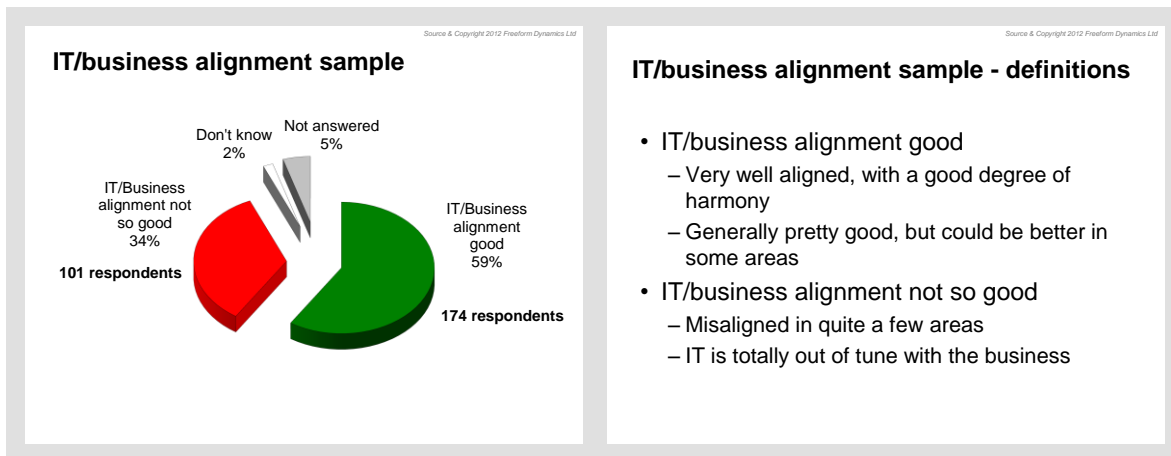 Source & Copyright 2012 Freeform Dynamics Ltd
IT/business alignment sample
Don't know
2%
Not answered
5%
IT/Business
alignment not
so good
34%
101 respondents
IT/Business
alignment
good
59%
174 respondents
Source & Copyright 2012 Freeform Dynamics Ltd
IT/business alignment sample - definitions
• IT/business alignment good
– Very well aligned, with a good degree of
harmony
– Generally pretty good, but could be better in
some areas
• IT/business alignment not so good
– Misaligned in quite a few areas
– IT is totally out of tune with the business